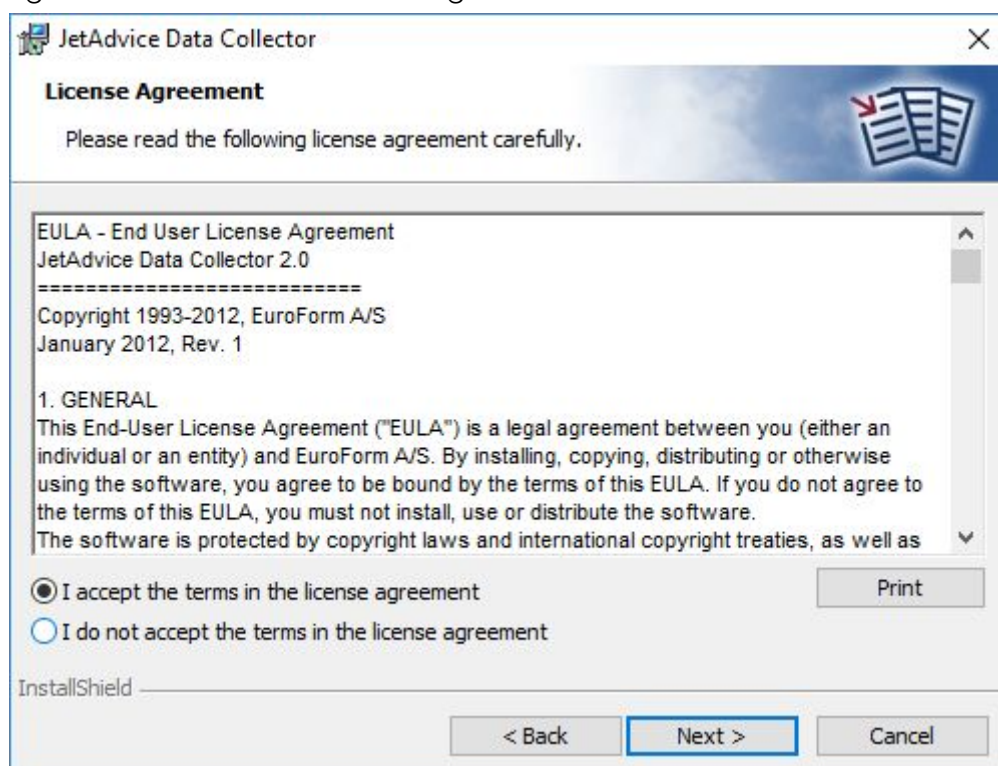 JetAdvice Data Collector
License Agreement
Please read the following license agreement carefully.
EULA - End User License Agreement
JetAdvice Data Collector 2.0
===========================
Copyright 1993-2012, EuroForm A/S
January 2012, Rev. 1
1. GENERAL
This End-User License Agreement ("EULA") is a legal agreement between you (either an
individual or an entity) and EuroForm A/S. By installing, copying, distributing or otherwise
using the software, you agree to be bound by the terms of this EULA. If you do not agree to
the terms of this EULA, you must not install, use or distribute the software.
The software is protected by copyright laws and international copyright treaties, as well as
I accept the terms in the license agreement
Print
I do not accept the terms in the license agreement
InstallShield
< Back
Next >
Cancel